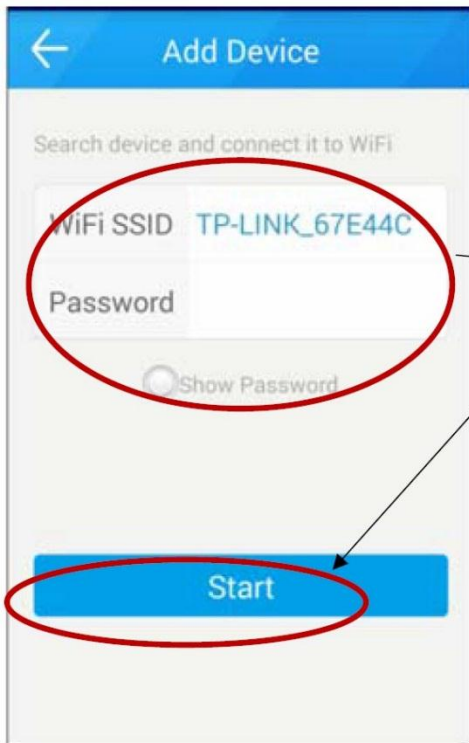 Add Device
Search device and connect it to WiFi
WiFi SSID TP-LINK_67E44C
Password
Show Password
Start